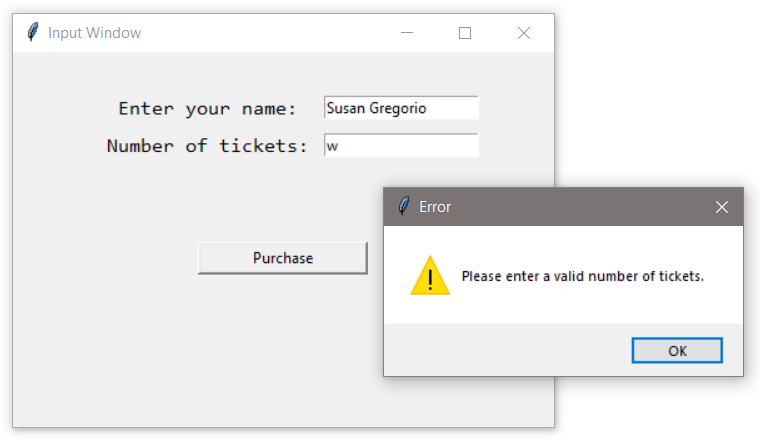 Input Window
Enter your name: Susan Gregorio
Number of tickets: w
Purchase
Error
Please enter a valid number of tickets.
OK